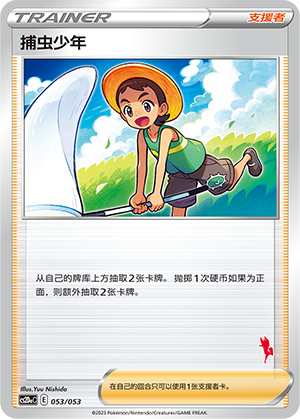 TRAINER 支援者
捕虫少年
从自己的牌库上方抽取2张卡牌。 抛掷1次硬币如果为正
面，则额外抽取2张卡牌。
Illus.Yuu Nishida
E 053/053
在自己的回合只可以使用1张支援者卡。
©2023 Pokémon/Nintendo/Creatures/GAME FREAK.